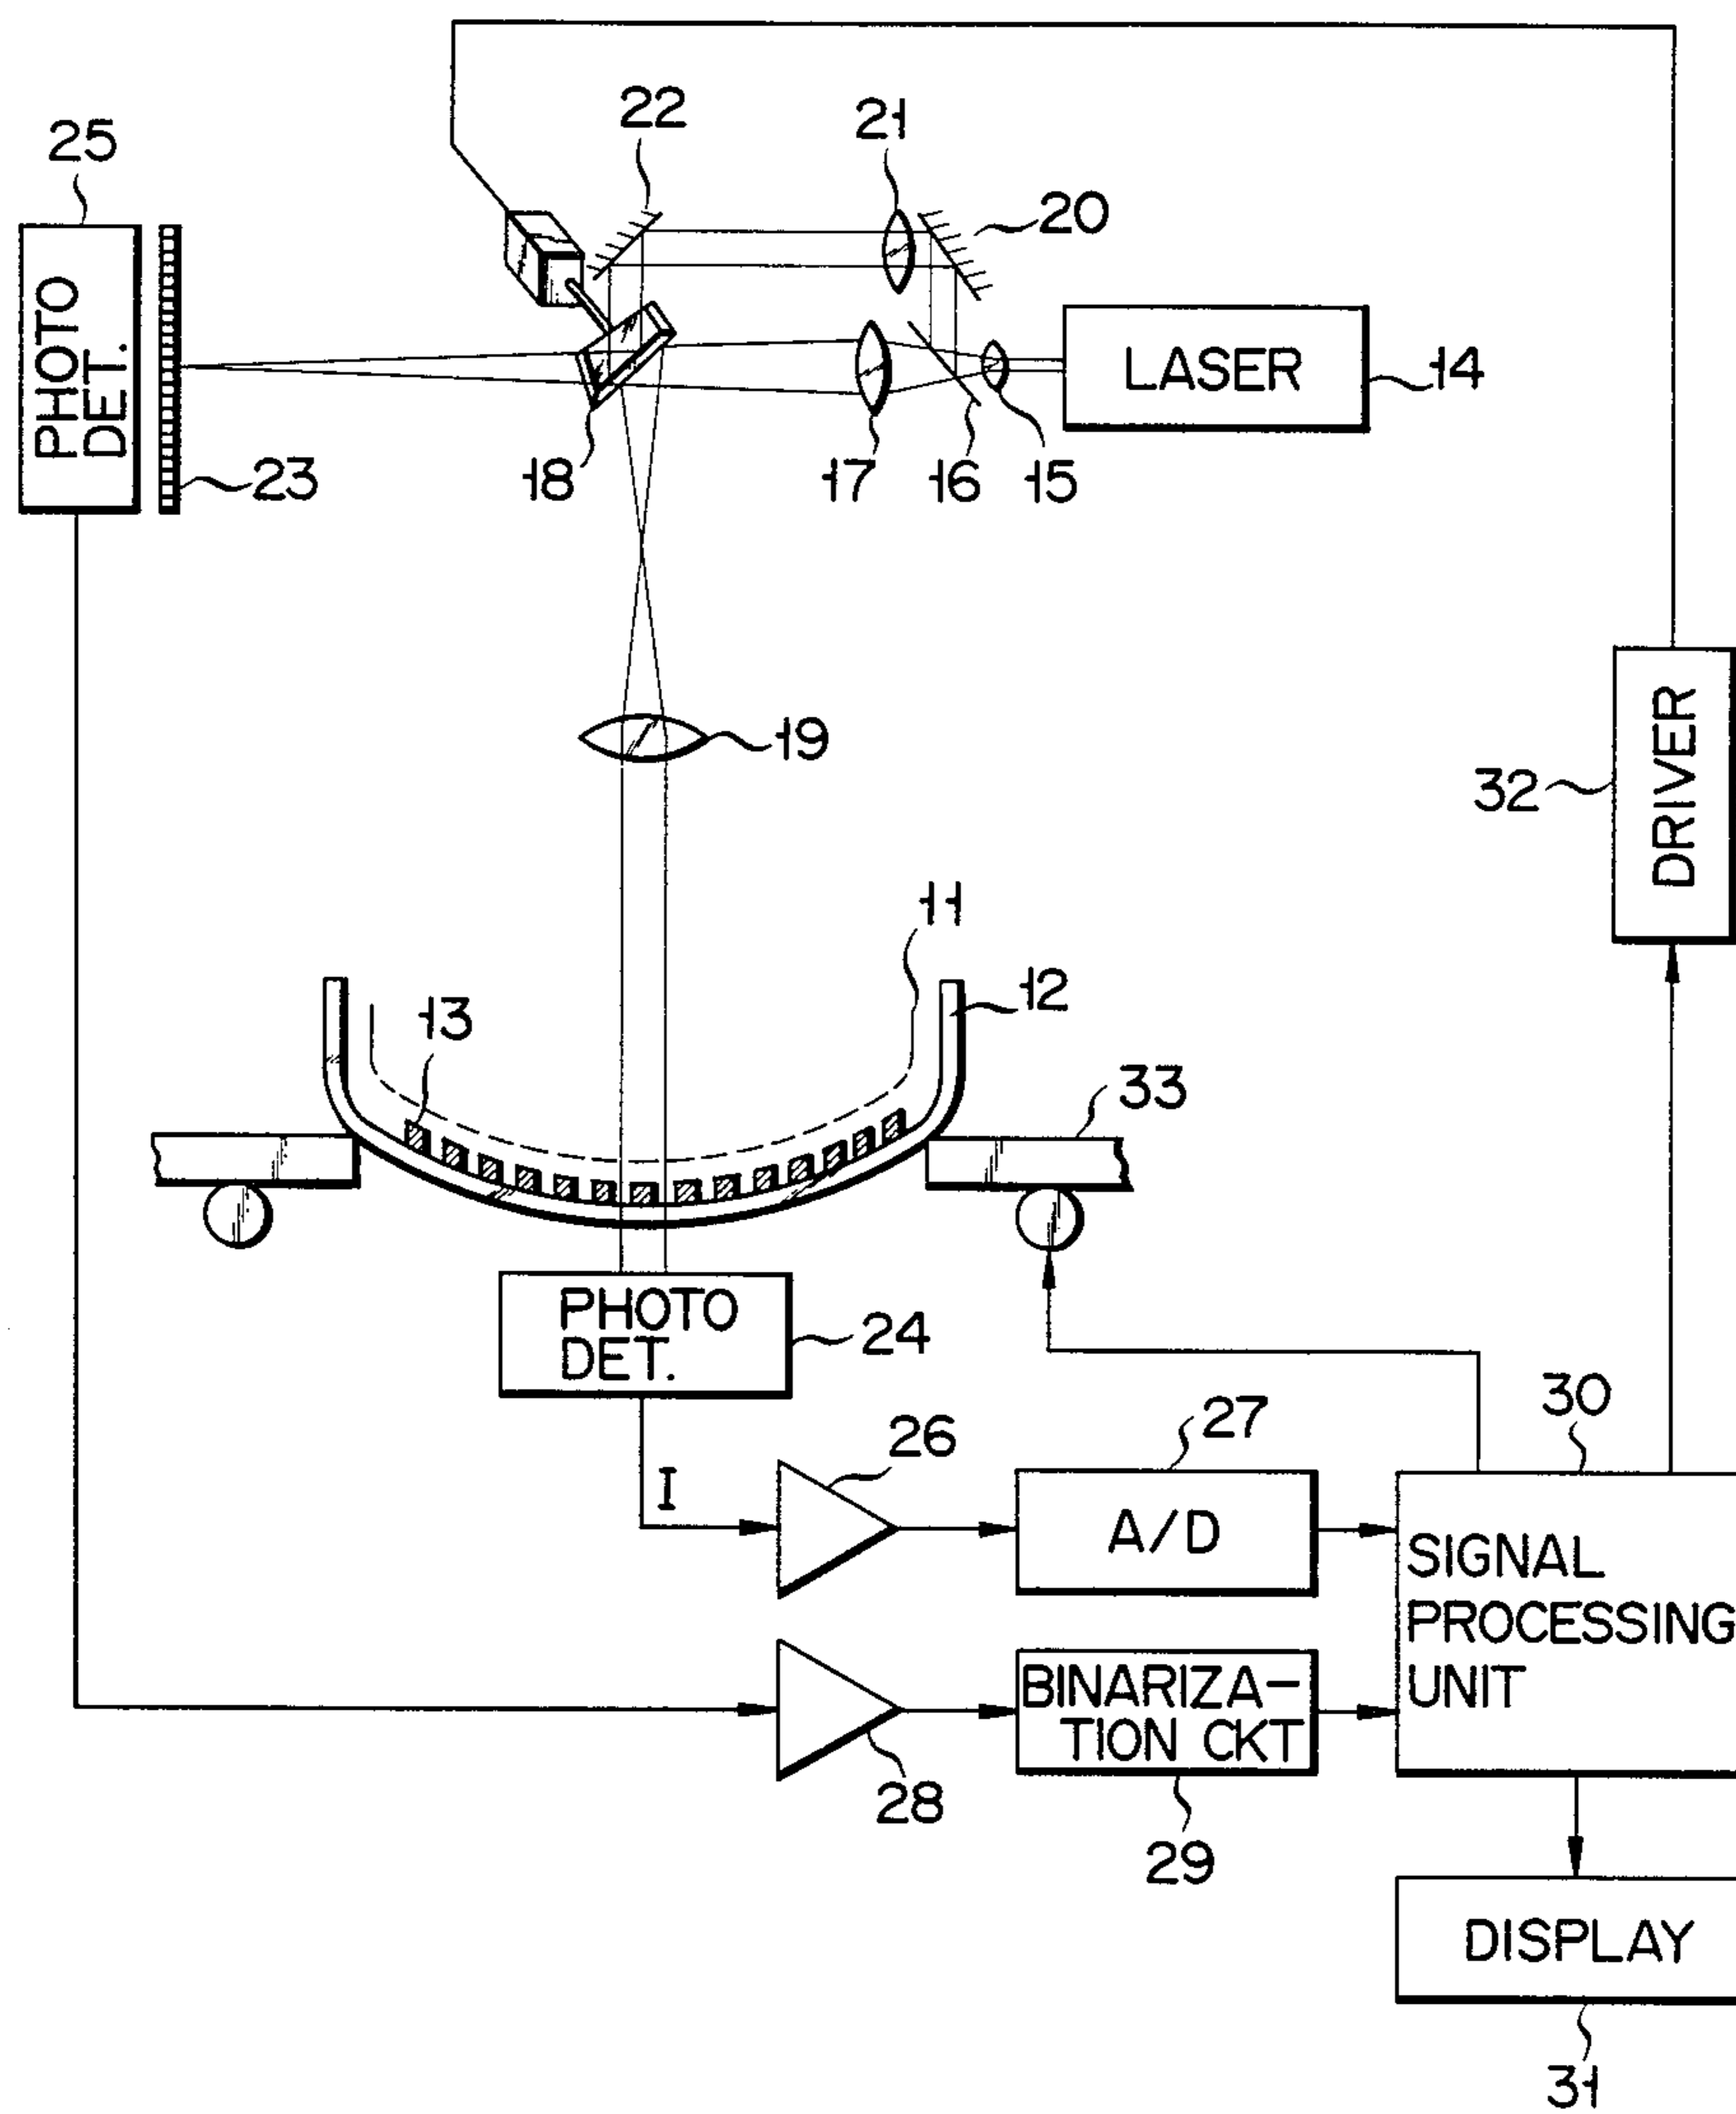 22
21
25
20
PHOTO
DET.
LASER
14
23
18
17
16
15
19
32
DRIVER
11
12
13
33
PHOTO
DET.
24
30
27
26
I
A/D
SIGNAL
PROCESSING
UNIT
BINARIZA-
TION CKT
28
29
DISPLAY
31